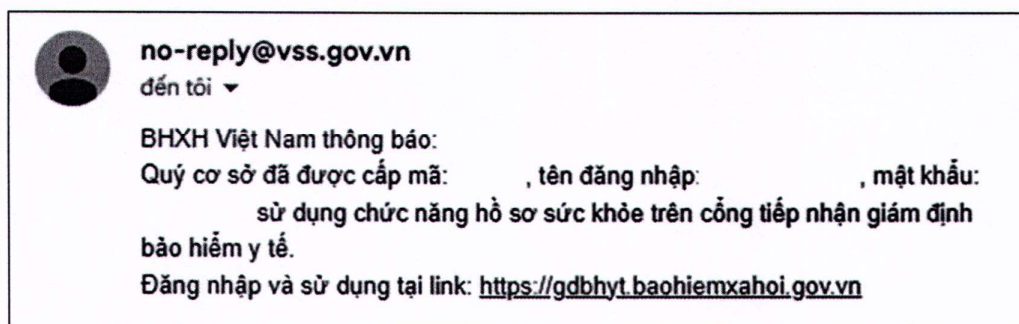 no-reply@vss.gov.vn
đến tôi
BHXH Việt Nam thông báo:
Quý cơ sở đã được cấp mã: , tên đăng nhập: , mật khẩu:
sử dụng chức năng hồ sơ sức khỏe trên cổng tiếp nhận giám định
bảo hiểm y tế.
Đăng nhập và sử dụng tại link: https://gdbhyt.baohiemxahoi.gov.vn